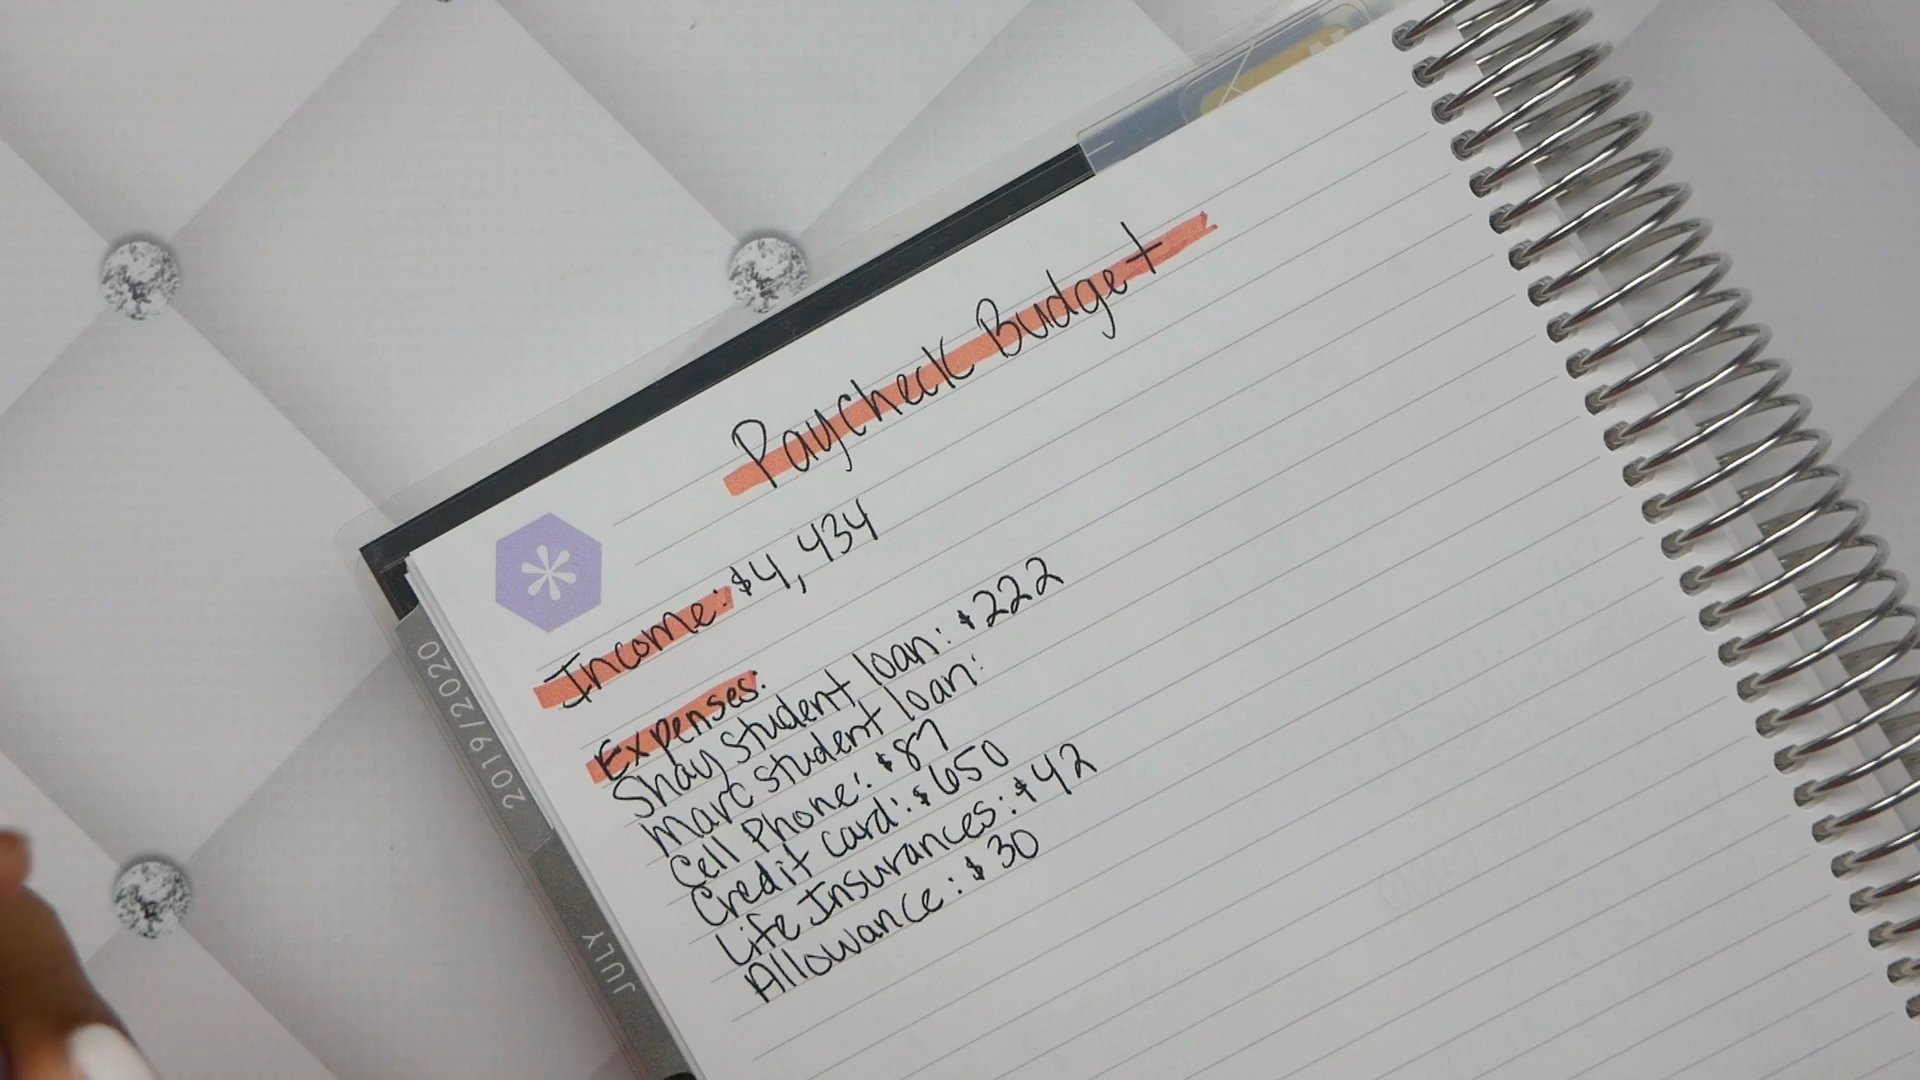 Paycheck Budget
Income: $4,434
Expenses:
Shay student loan: $222
Marc student loan:
Cell Phone: $87
Credit card: $650
Life Insurances: $42
Allowance: $30
2019/2020
JULY